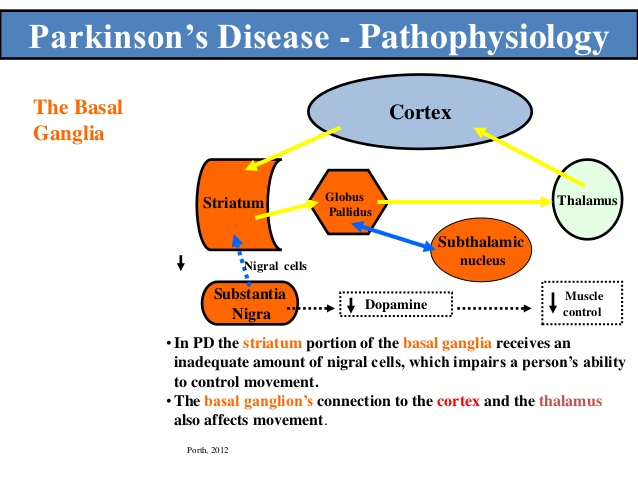 Parkinson's Disease - Pathophysiology
The Basal
Ganglia
Cortex
Striatum
Globus
Pallidus
Thalamus
Subthalamic
nucleus
Nigral cells
Substantia
Nigra
Dopamine
Muscle
control
• In PD the striatum portion of the basal ganglia receives an
inadequate amount of nigral cells, which impairs a person's ability
to control movement.
• The basal ganglion's connection to the cortex and the thalamus
also affects movement.
Porth, 2012